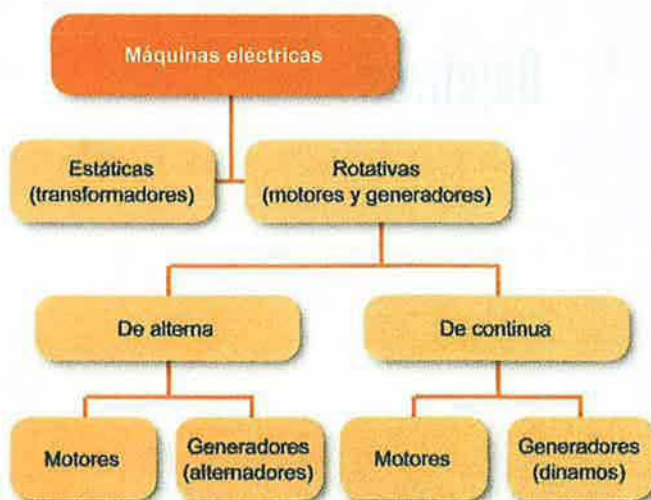 Máquinas eléctricas
Estáticas
(transformadores)
Rotativas
(motores y generadores)
De alterna
De continua
Motores
Generadores
(alternadores)
Motores
Generadores
(dinamos)